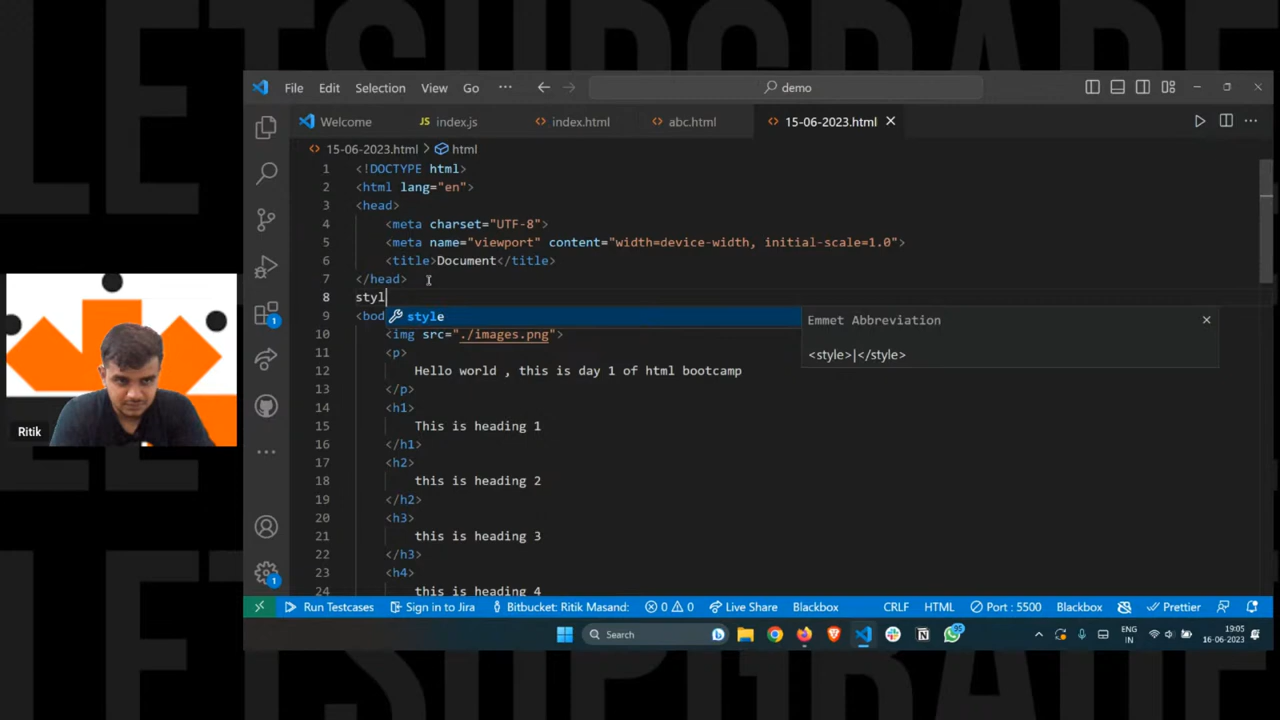 LETSUPGRADE
File Edit Selection View Go ··· demo
Welcome JS index.js <> index.html <> abc.html <> 15-06-2023.html
<> 15-06-2023.html > html
1 <!DOCTYPE html>
2 <html lang="en">
3 <head>
4 <meta charset="UTF-8">
5 <meta name="viewport" content="width=device-width, initial-scale=1.0">
6 <title>Document</title>
7 </head>
8 styl
9 <bod style
Emmet Abbreviation
<style>|</style>
10 <img src="./images.png">
11 <p>
12 Hello world , this is day 1 of html bootcamp
13 </p>
14 <h1>
15 This is heading 1
16 </h1>
17 <h2>
18 this is heading 2
19 </h2>
20 <h3>
21 this is heading 3
22 </h3>
23 <h4>
24 this is heading 4
1
1
Ritik
Run Testcases Sign in to Jira Bitbucket: Ritik Masand: 0 0 Live Share Blackbox CRLF HTML Port : 5500 Blackbox Prettier
Search 95 ENG IN 19:05 16-06-2023
LETSUPGRADE